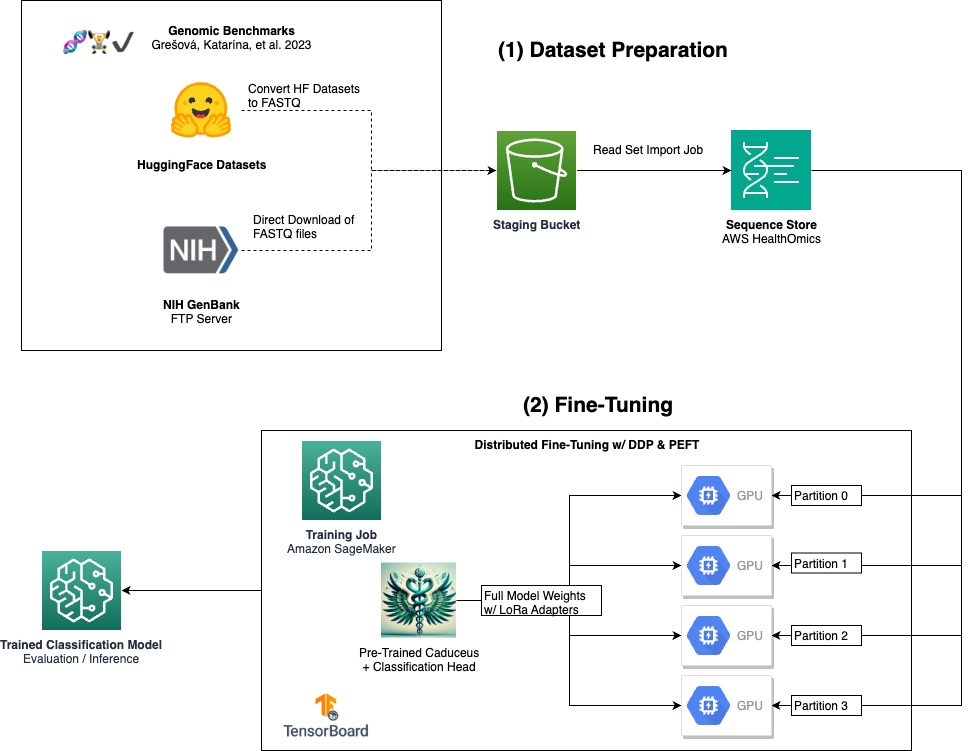 Genomic Benchmarks
Grešová, Katarína, et al. 2023
(1) Dataset Preparation
Convert HF Datasets
to FASTQ
HuggingFace Datasets
Direct Download of
FASTQ files
NIH
NIH GenBank
FTP Server
Staging Bucket
Read Set Import Job
Sequence Store
AWS HealthOmics
(2) Fine-Tuning
Distributed Fine-Tuning w/ DDP & PEFT
Training Job
Amazon SageMaker
GPU
Partition 0
GPU
Partition 1
Full Model Weights
w/ LoRa Adapters
GPU
Partition 2
GPU
Partition 3
Pre-Trained Caduceus
+ Classification Head
Trained Classification Model
Evaluation / Inference
TensorBoard